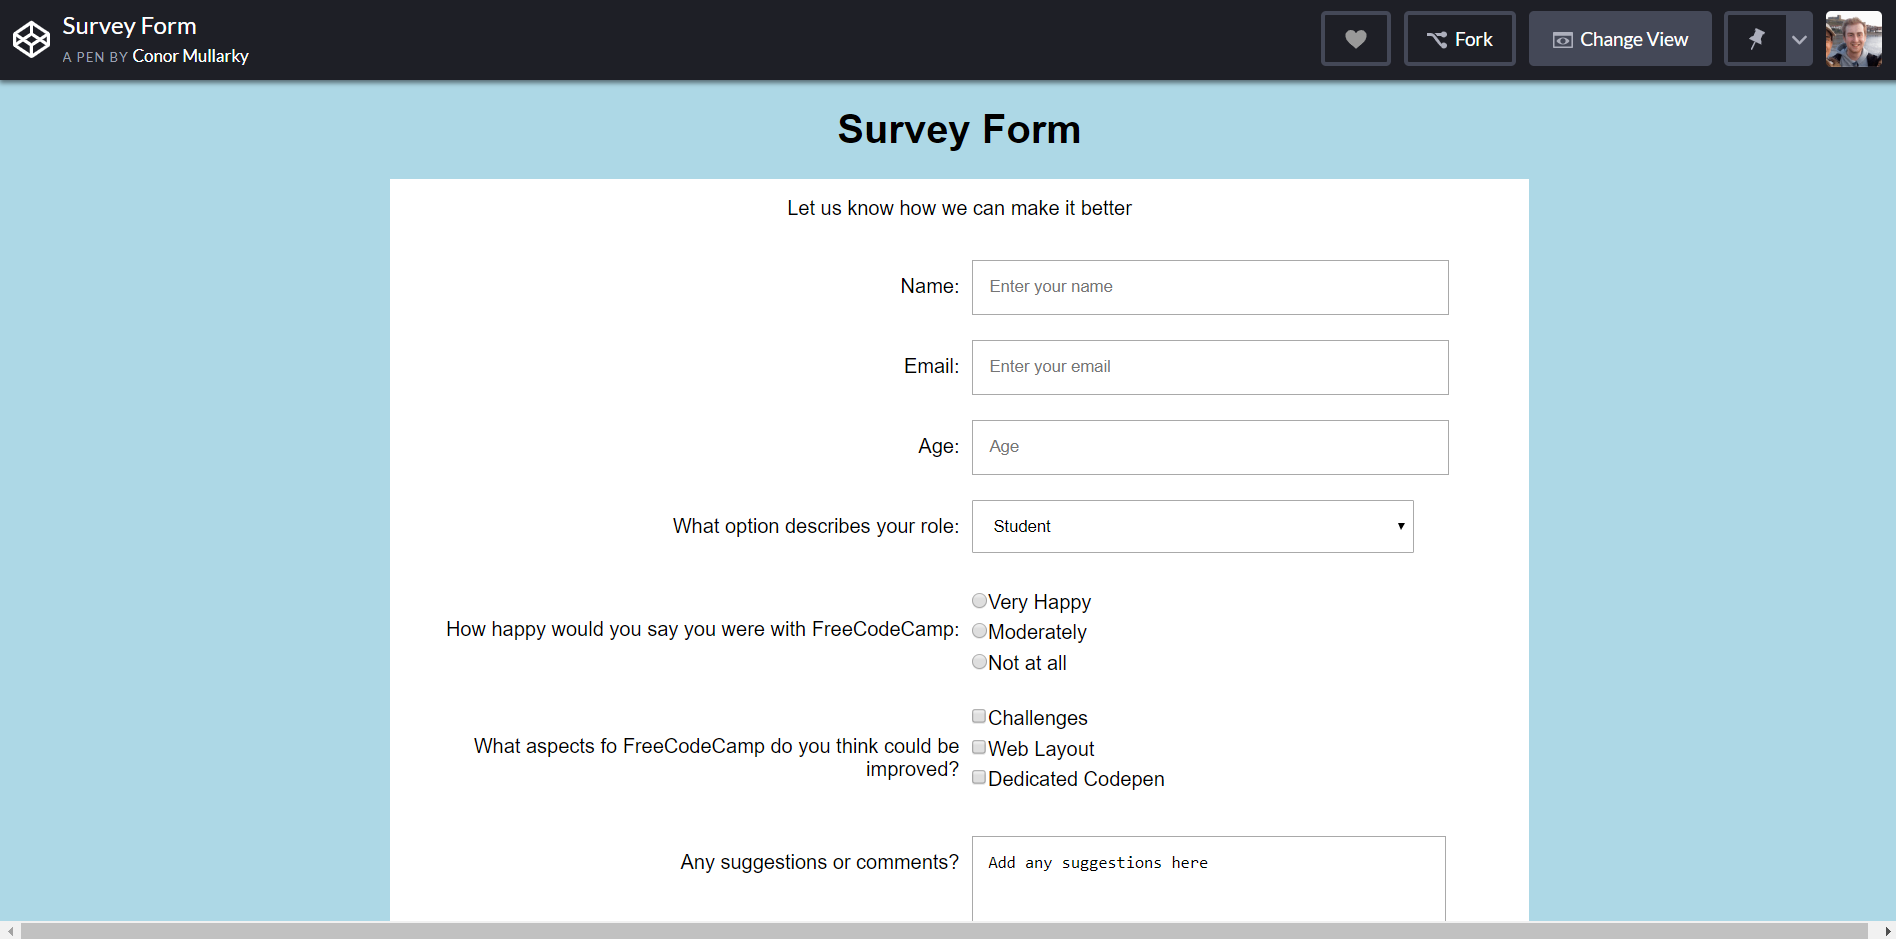 Survey Form
A PEN BY Conor Mullarky
Fork
Change View
Survey Form
Let us know how we can make it better
Name:
Enter your name
Email:
Enter your email
Age:
Age
What option describes your role:
Student
How happy would you say you were with FreeCodeCamp:
Very Happy
Moderately
Not at all
What aspects fo FreeCodeCamp do you think could be
improved?
Challenges
Web Layout
Dedicated Codepen
Any suggestions or comments?
Add any suggestions here